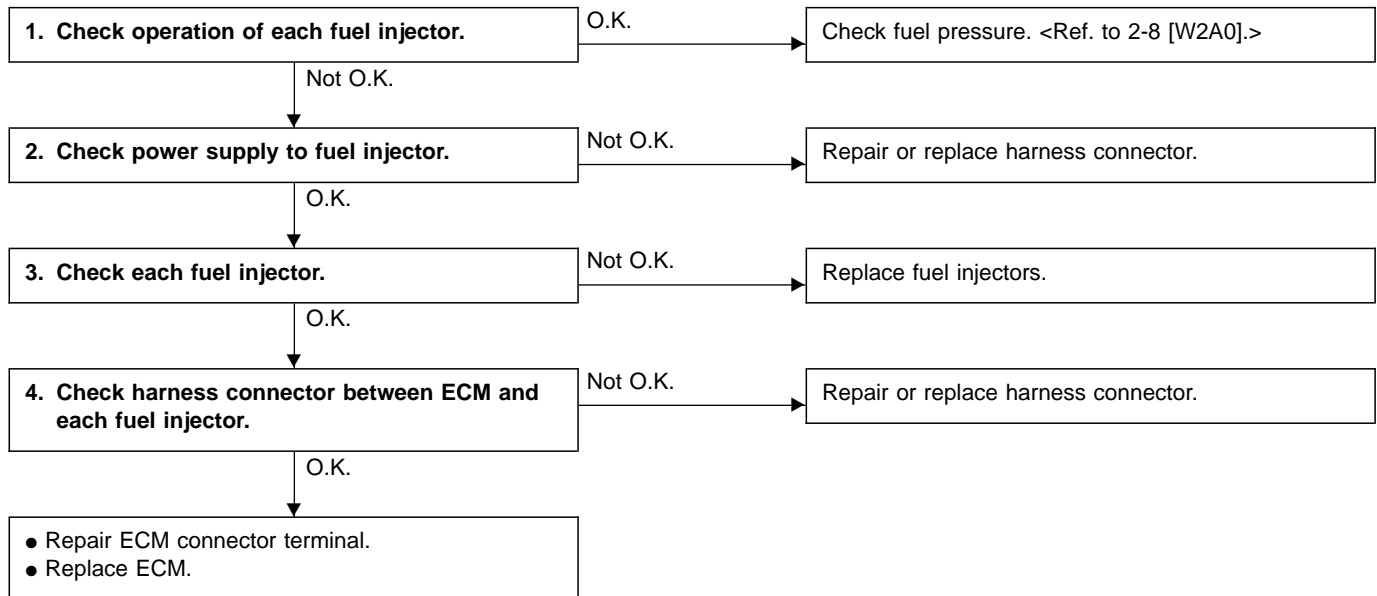 1. Check operation of each fuel injector.
O.K.
Check fuel pressure. <Ref. to 2-8 [W2A0].>
Not O.K.
2. Check power supply to fuel injector.
Not O.K.
Repair or replace harness connector.
O.K.
3. Check each fuel injector.
Not O.K.
Replace fuel injectors.
O.K.
4. Check harness connector between ECM and
each fuel injector.
Not O.K.
Repair or replace harness connector.
O.K.
● Repair ECM connector terminal.
● Replace ECM.